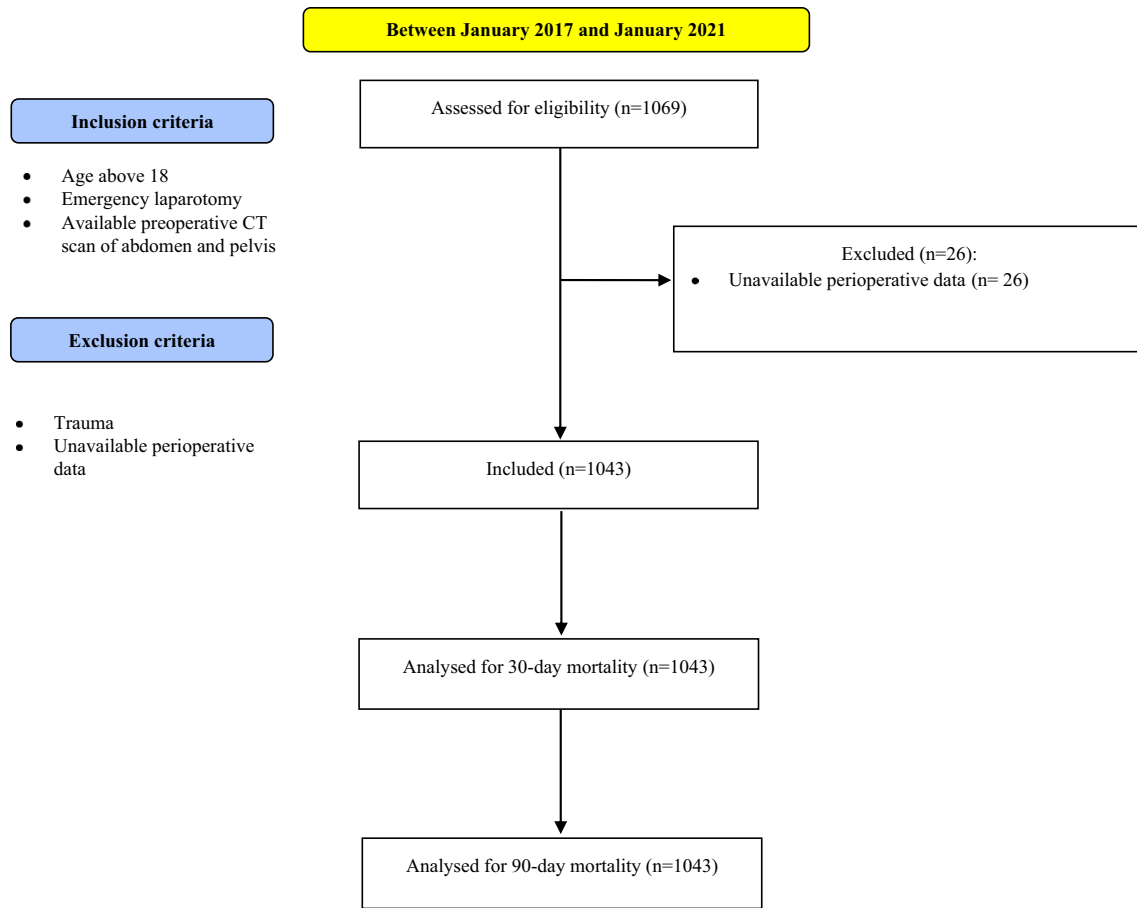 Between January 2017 and January 2021
Assessed for eligibility (n=1069)
Inclusion criteria
• Age above 18
• Emergency laparotomy
• Available preoperative CT
scan of abdomen and pelvis
Excluded (n=26):
• Unavailable perioperative data (n= 26)
Exclusion criteria
• Trauma
• Unavailable perioperative
data
Included (n=1043)
Analysed for 30-day mortality (n=1043)
Analysed for 90-day mortality (n=1043)